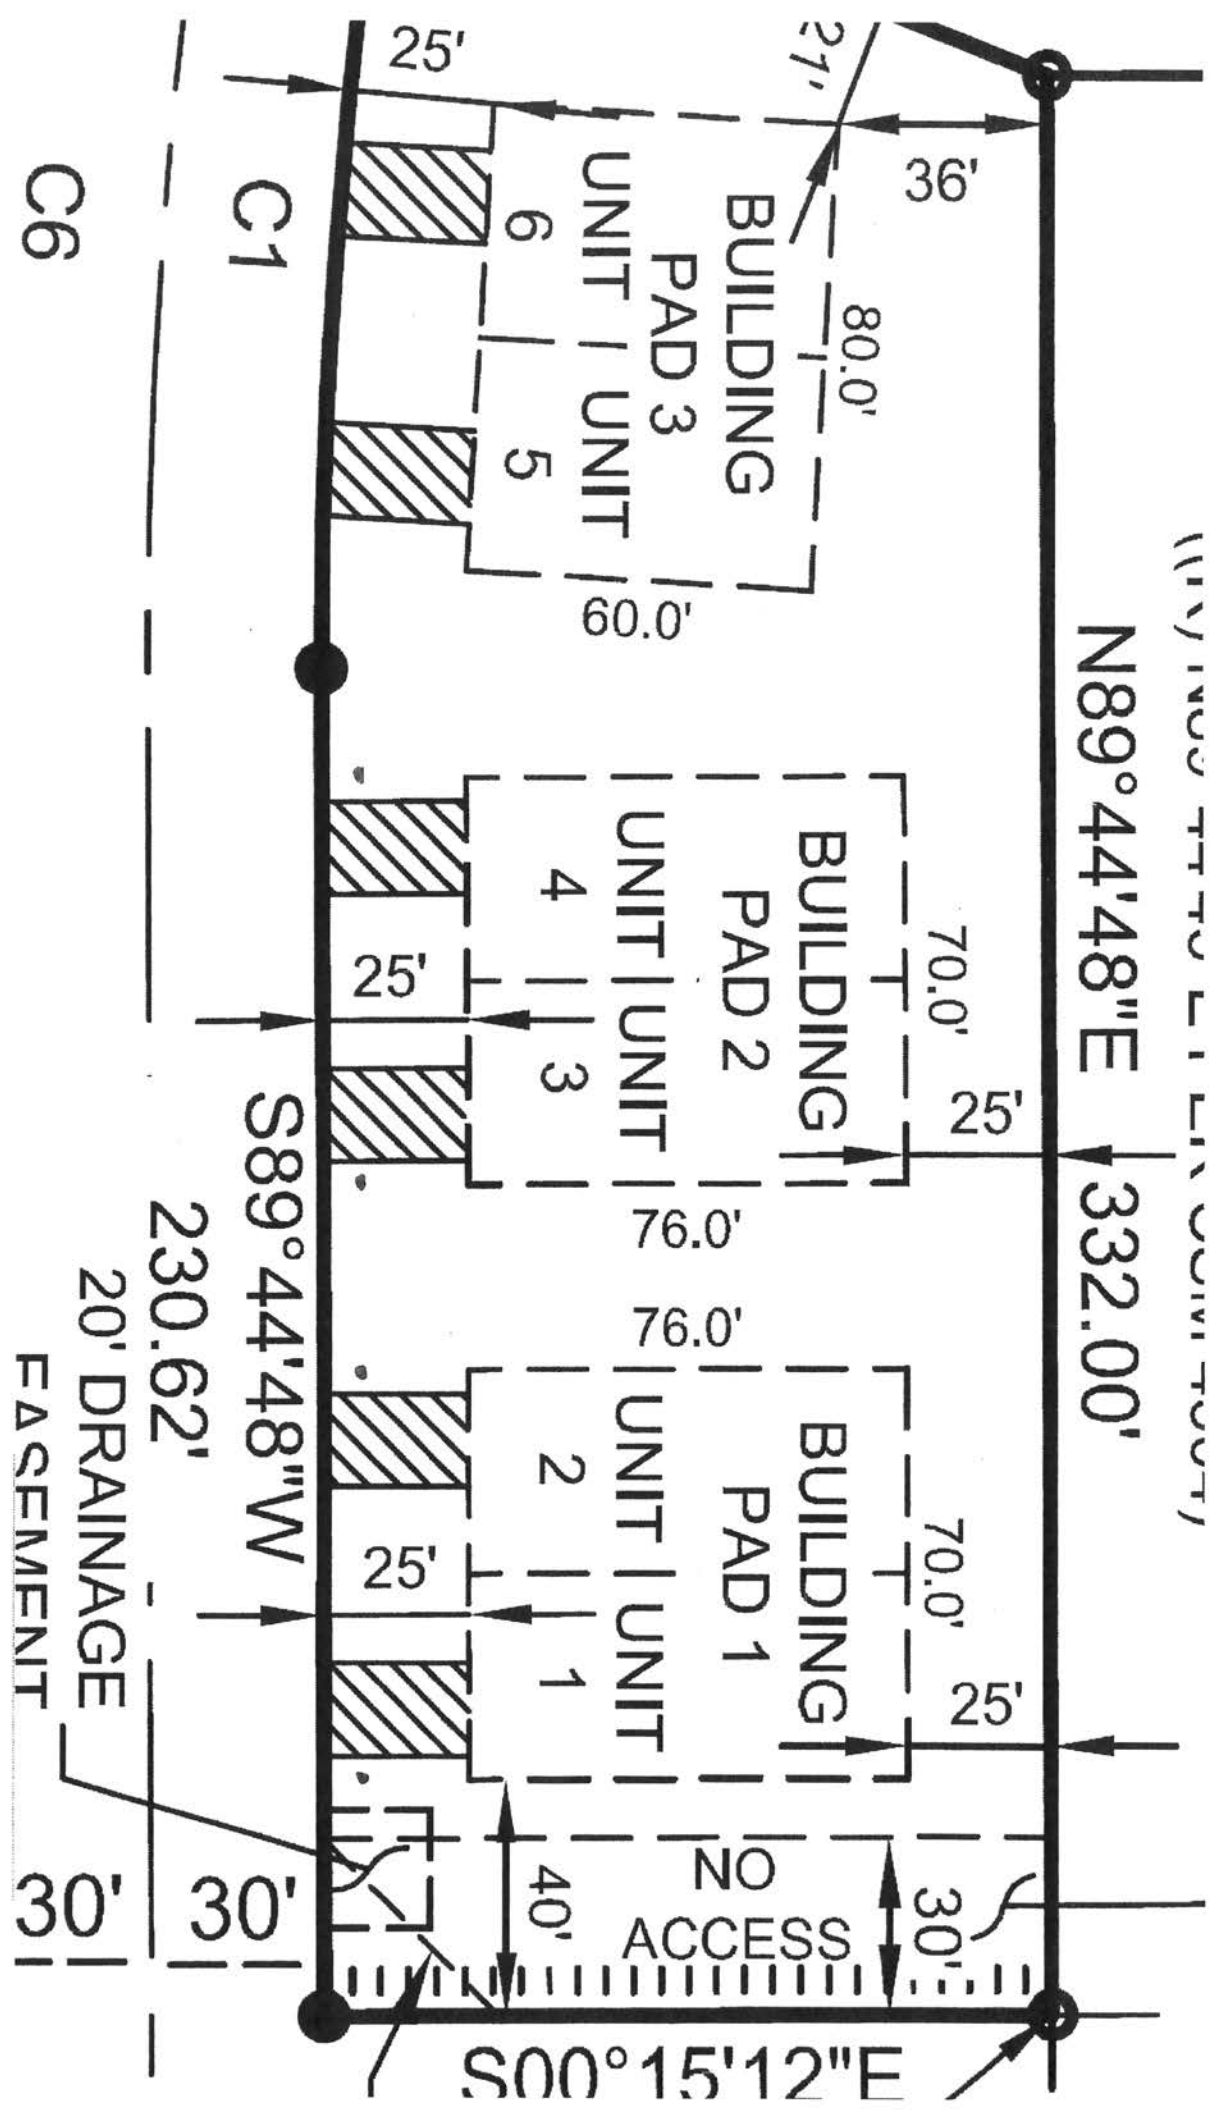 25'
21'
36'
C6
C1
BUILDING
PAD 3
UNIT
6
UNIT
5
80.0'
60.0'
N89°44'48"E 332.00'
BUILDING
PAD 2
UNIT
4
UNIT
3
70.0'
25'
25'
76.0'
S89°44'48"W
230.62'
76.0'
BUILDING
PAD 1
UNIT
2
UNIT
1
70.0'
25'
25'
20' DRAINAGE
EASEMENT
30'
30'
40'
NO
ACCESS
30'
S00°15'12"E